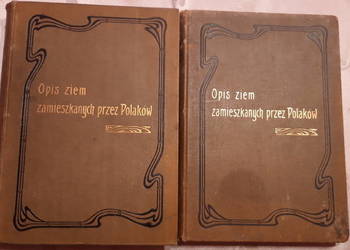 Opis ziem
zamieszkanych przez Polaków
Opis ziem
zamieszkanych przez Polaków